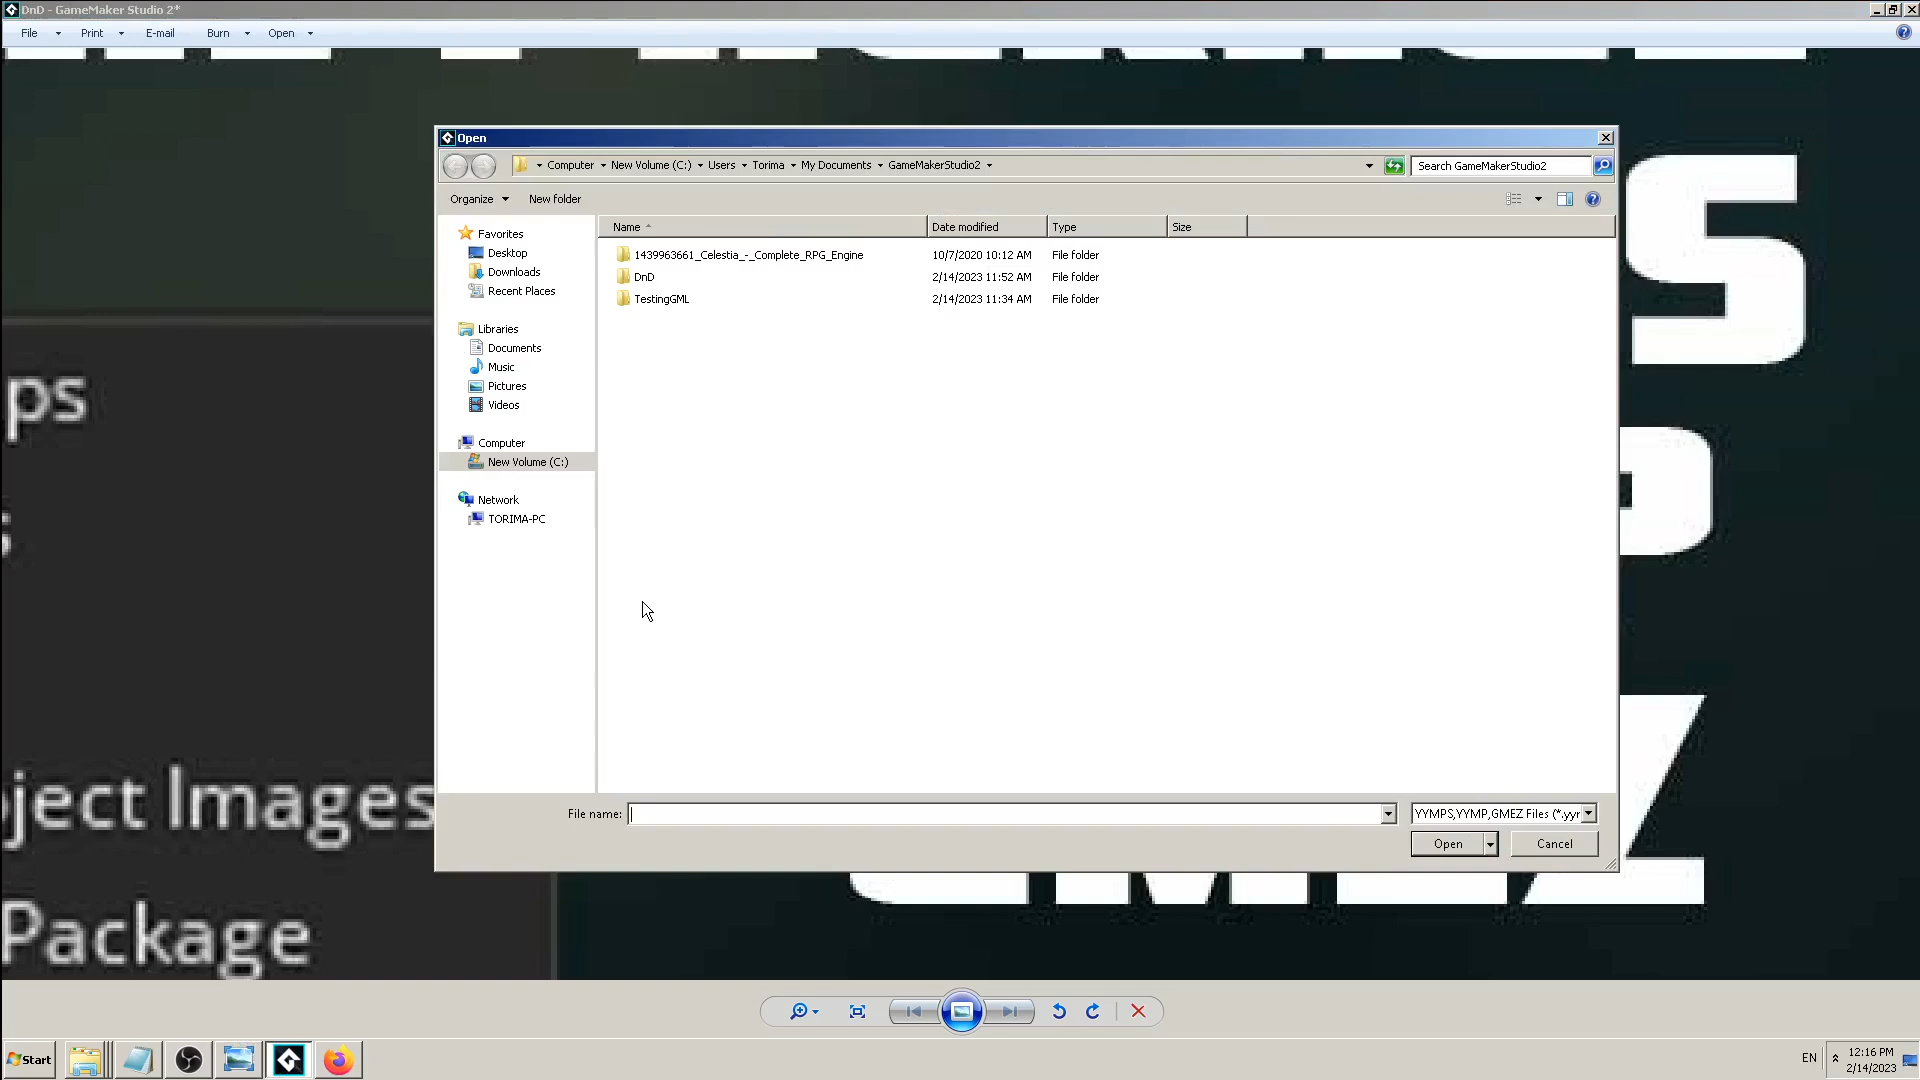 DnD - GameMaker Studio 2*
File Print E-mail Burn Open
Open
Computer New Volume (C:) Users Torima My Documents GameMakerStudio2
Search GameMakerStudio2
Organize New folder
Name Date modified Type Size
Favorites
Desktop
Downloads
Recent Places
Libraries
Documents
Music
Pictures
Videos
Computer
New Volume (C:)
Network
TORIMA-PC
1439963661_Celestia_-_Complete_RPG_Engine 10/7/2020 10:12 AM File folder
DnD 2/14/2023 11:52 AM File folder
TestingGML 2/14/2023 11:34 AM File folder
File name:
YYMPS,YYMP,GMEZ Files (*.yyr
Open Cancel
ps
s
ject Images
Package
S
Start
EN
12:16 PM
2/14/2023